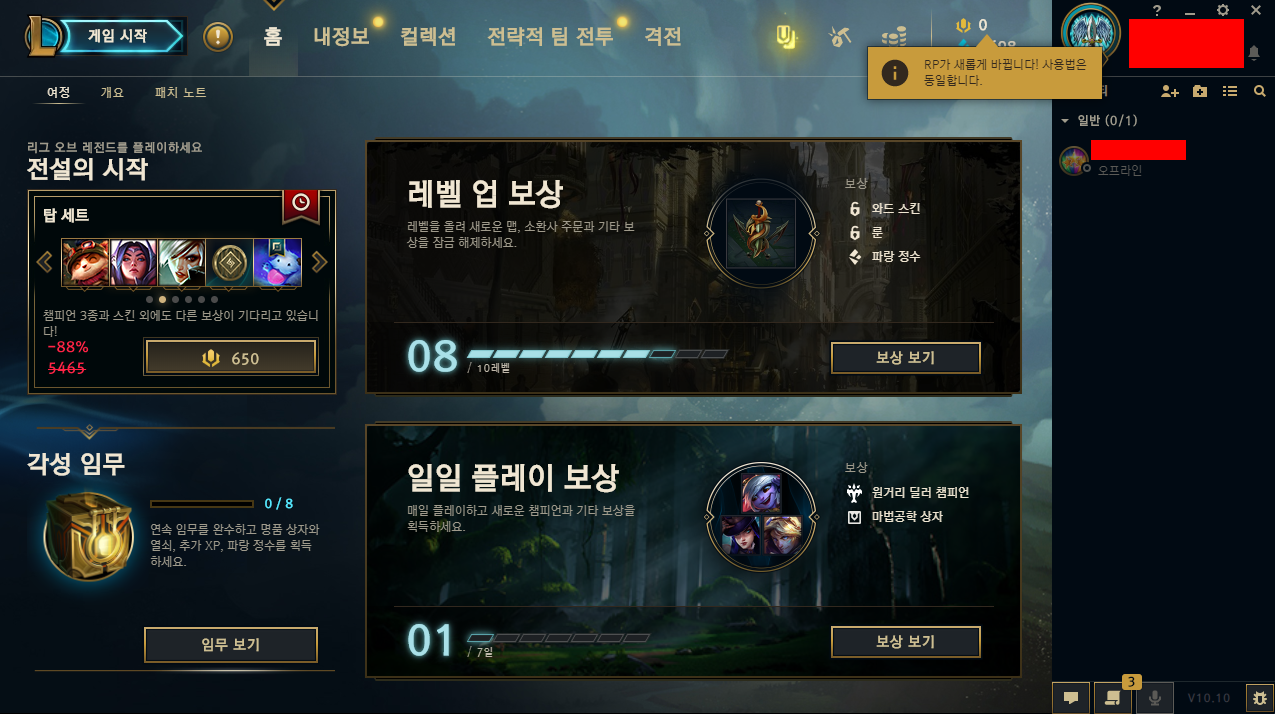 게임 시작
홈
내정보
컬렉션
전략적 팀 전투
격전
0
RP가 새롭게 바뀝니다! 사용법은
동일합니다.
여정
개요
패치 노트
일반 (0/1)
오프라인
리그 오브 레전드를 플레이하세요
전설의 시작
탑 세트
챔피언 3종과 스킨 외에도 다른 보상이 기다리고 있습니
다!
-88%
5465
650
각성 임무
0 / 8
연속 임무를 완수하고 명품 상자와
열쇠, 추가 XP, 파랑 정수를 획득
하세요.
임무 보기
레벨 업 보상
레벨을 올려 새로운 맵, 소환사 주문과 기타 보
상을 잠금 해제하세요.
보상
와드 스킨
룬
파랑 정수
08
/ 10레벨
보상 보기
일일 플레이 보상
매일 플레이하고 새로운 챔피언과 기타 보상을
획득하세요.
보상
원거리 딜러 챔피언
마법공학 상자
01
/ 7일
보상 보기
3
V10.10